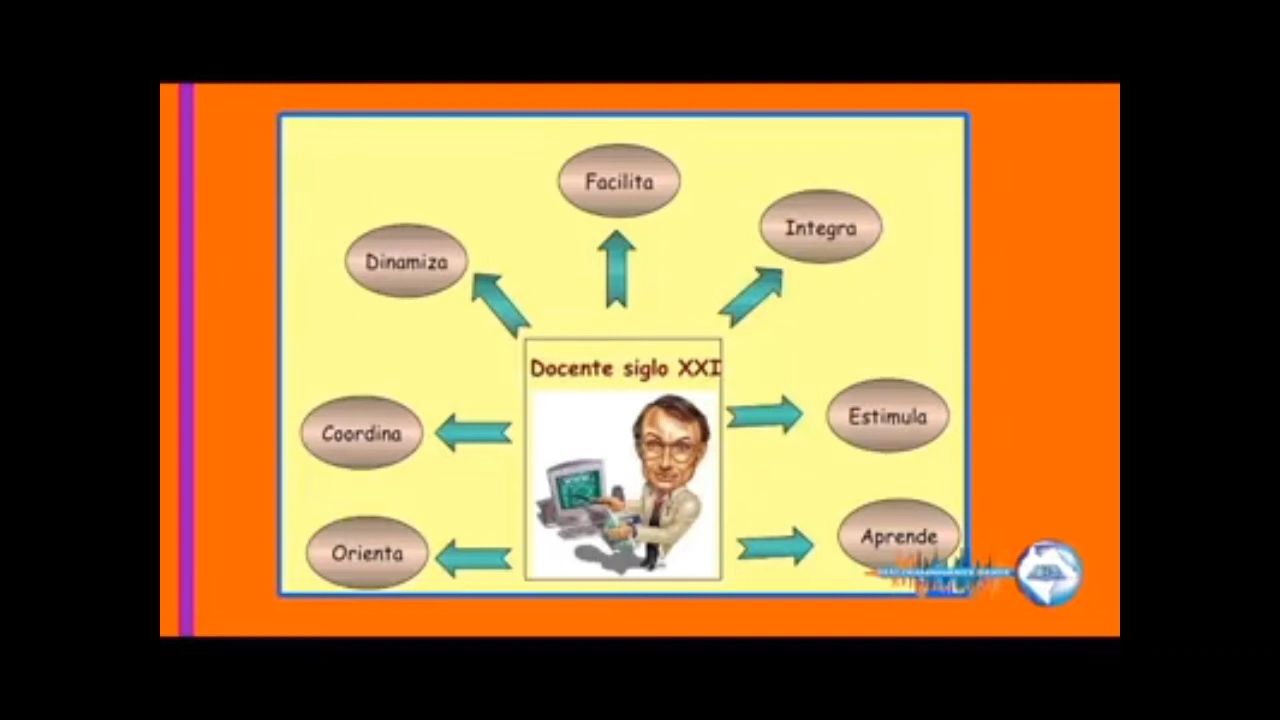 Facilita
Integra
Dinamiza
Docente siglo XXI
Estimula
Coordina
Aprende
Orienta